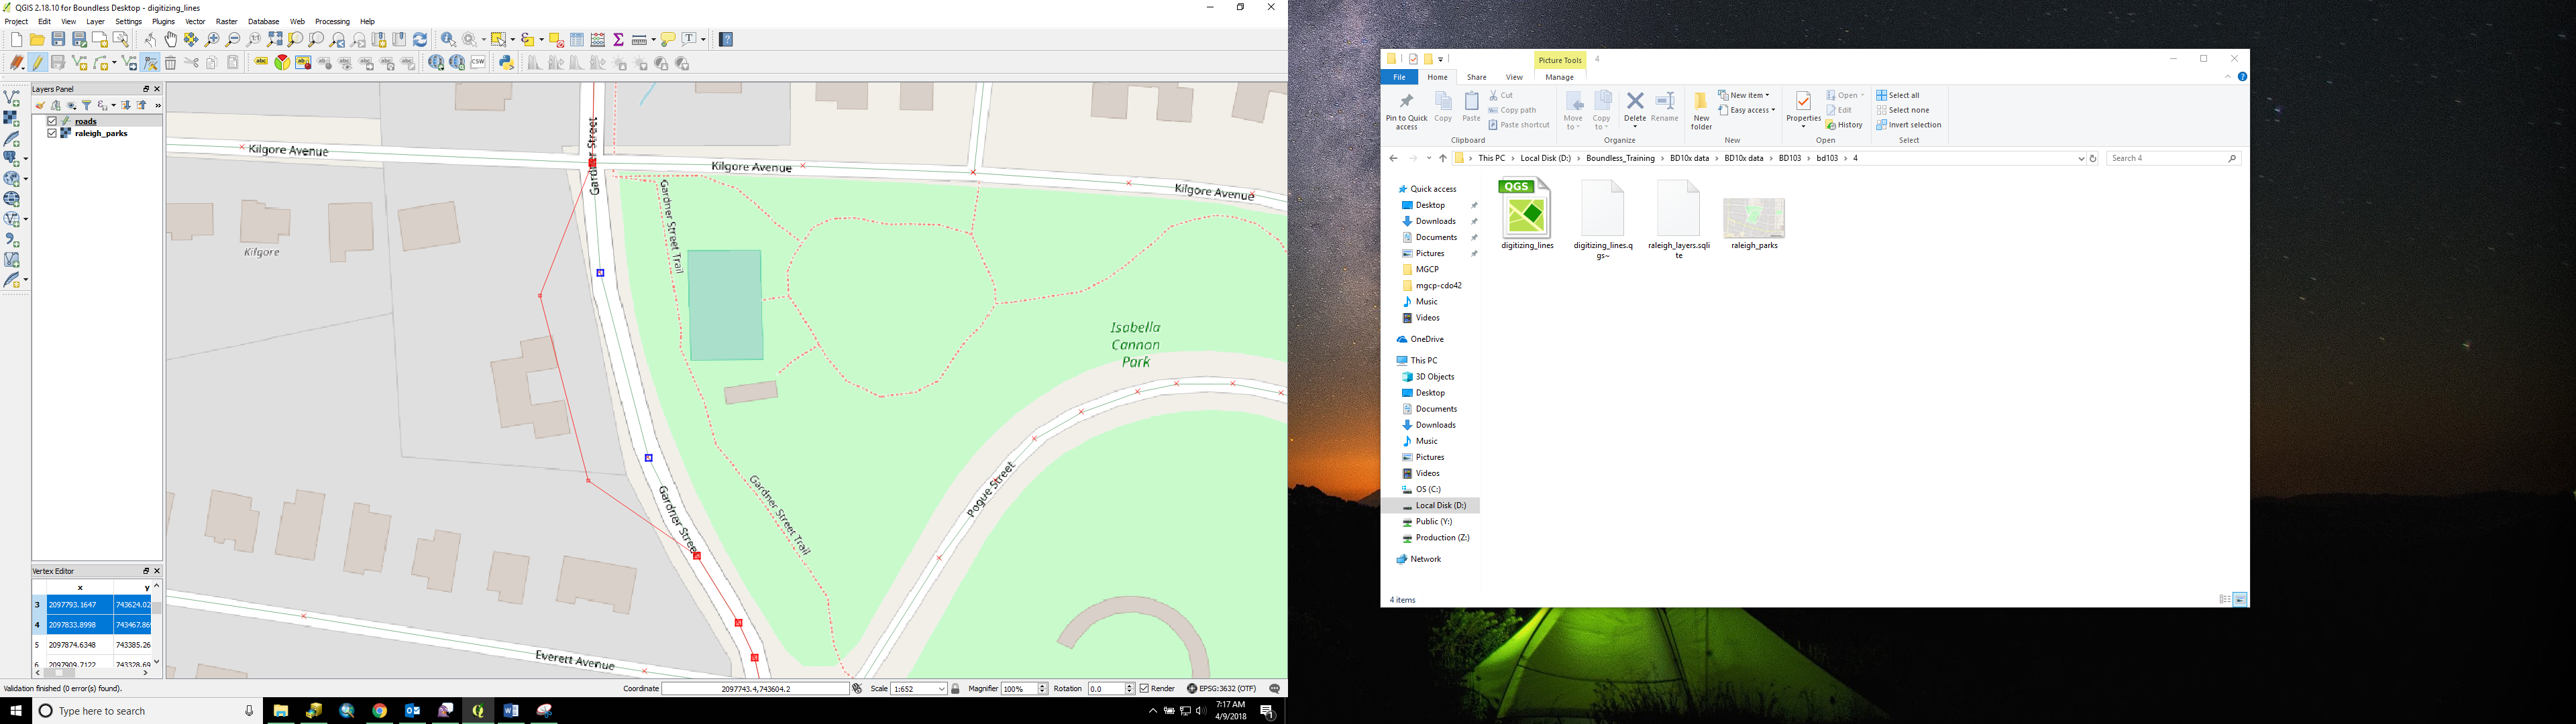 QGIS 2.18.10 for Boundless Desktop - digitizing_lines
Project Edit View Layer Settings Plugins Vector Raster Database Web Processing Help
Layers Panel
roads
raleigh_parks
Vertex Editor
x y
3 2097793.1647 743624.02
4 2097833.8998 743467.86
5 2097874.6348 743385.26
6 2097909.7122 743328.69
Kilgore Avenue
Gardner Street
Kilgore Avenue
Kilgore Avenue
Kilgore
Gardner Street Trail
Isabella
Cannon
Park
Gardner Street
Gardner Street Trail
Pogue Street
Everett Avenue
Validation finished (0 error(s) found).
Coordinate 2097743.4,743604.2 Scale 1:652 Magnifier 100% Rotation 0.0 Render EPSG:3632 (OTF)
Type here to search
7:17 AM
4/9/2018
Picture Tools 4
File Home Share View Manage
Pin to Quick
access
Copy
Paste
Cut
Copy path
Paste shortcut
Clipboard
Move
to
Copy
to
Delete
Rename
Organize
New
folder
New item
Easy access
New
Properties
Open
Edit
History
Open
Select all
Select none
Invert selection
Select
This PC > Local Disk (D:) > Boundless_Training > BD10x data > BD10x data > BD103 > bd103 > 4
Search 4
Quick access
Desktop
Downloads
Documents
Pictures
MGCP
mgcp-cdo42
Music
Videos
OneDrive
This PC
3D Objects
Desktop
Documents
Downloads
Music
Pictures
Videos
OS (C:)
Local Disk (D:)
Public (Y:)
Production (Z:)
Network
QGS
digitizing_lines
digitizing_lines.q
gs~
raleigh_layers.sqli
te
raleigh_parks
4 items